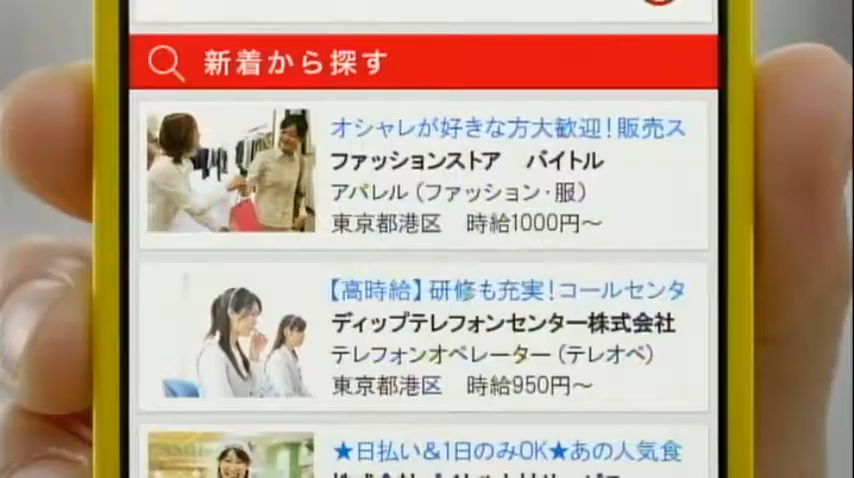 新着から探す
オシャレが好きな方大歓迎!販売ス
ファッションストア　バイトル
アパレル(ファッション・服)
東京都港区　時給1000円〜
【高時給】研修も充実!コールセンタ
ディップテレフォンセンター株式会社
テレフォンオペレーター(テレオペ)
東京都港区　時給950円〜
★日払い&1日のみOK★あの人気食